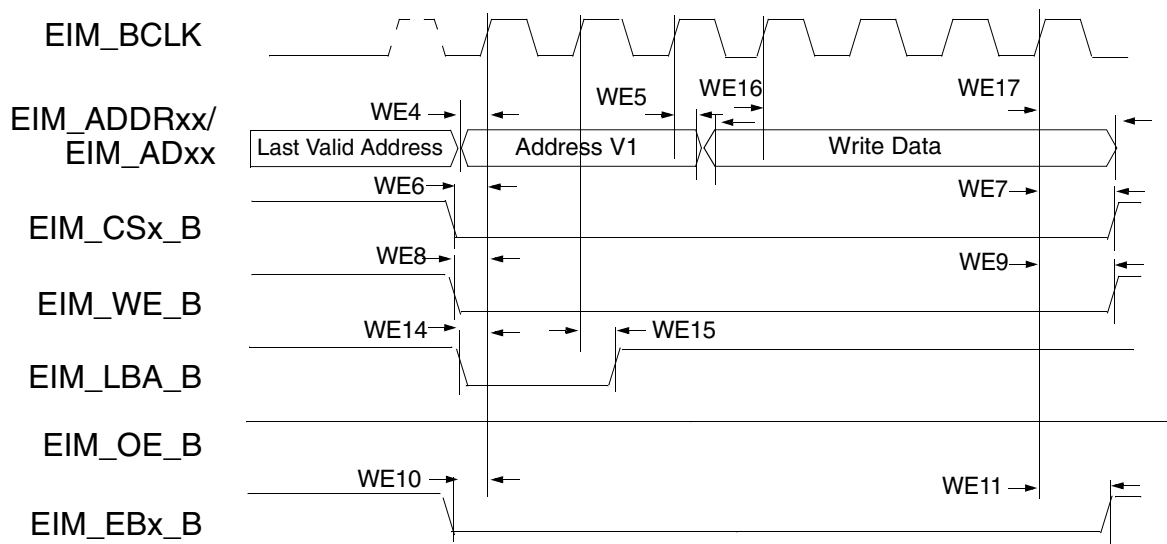 EIM_BCLK
WE4
WE5
WE16
WE17
EIM_ADDRxx/
EIM_ADxx
Last Valid Address
Address V1
Write Data
WE6
WE7
EIM_CSx_B
WE8
WE9
EIM_WE_B
WE14
WE15
EIM_LBA_B
EIM_OE_B
WE10
WE11
EIM_EBx_B